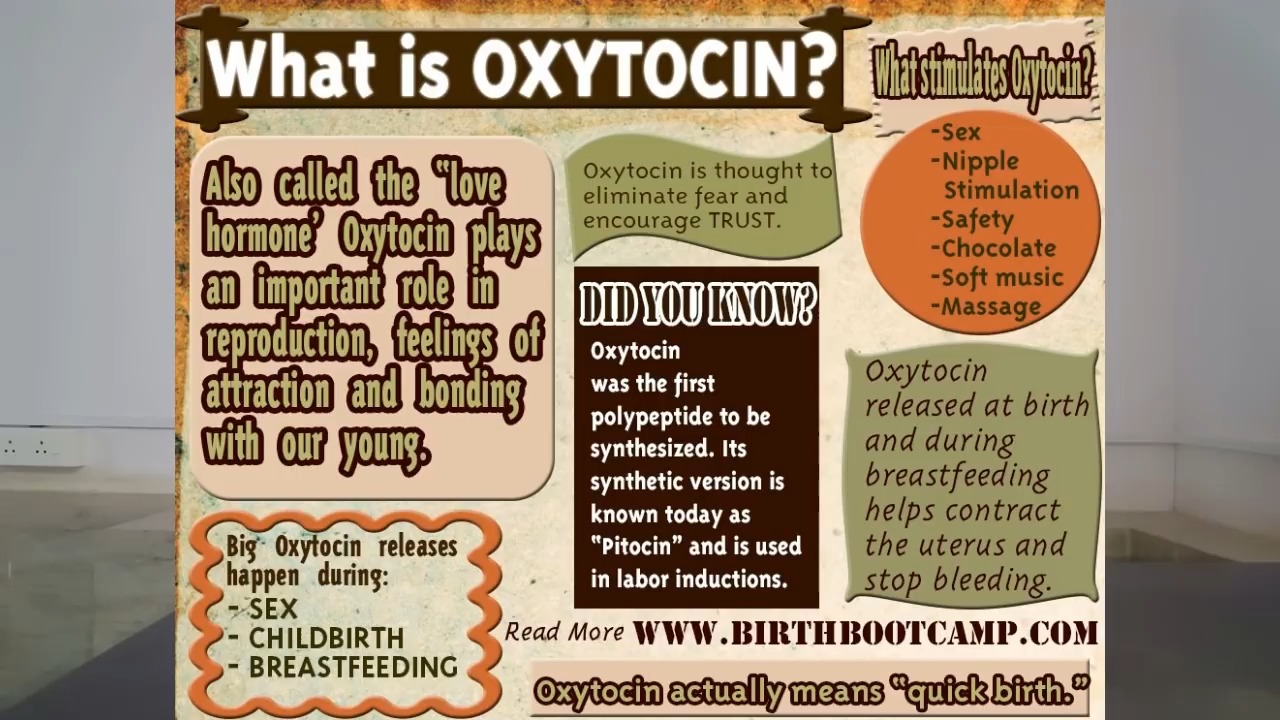 What is OXYTOCIN?
What stimulates Oxytocin?
-Sex
-Nipple
Stimulation
-Safety
-Chocolate
-Soft music
-Massage
Also called the “love
hormone’ Oxytocin plays
an important role in
reproduction, feelings of
attraction and bonding
with our young.
Oxytocin is thought to
eliminate fear and
encourage TRUST.
DID YOU KNOW?
Oxytocin
was the first
polypeptide to be
synthesized. Its
synthetic version is
known today as
“Pitocin” and is used
in labor inductions.
Oxytocin
released at birth
and during
breastfeeding
helps contract
the uterus and
stop bleeding.
Big Oxytocin releases
happen during:
- SEX
- CHILDBIRTH
- BREASTFEEDING
Read More WWW.BIRTHBOOTCAMP.COM
Oxytocin actually means “quick birth.”